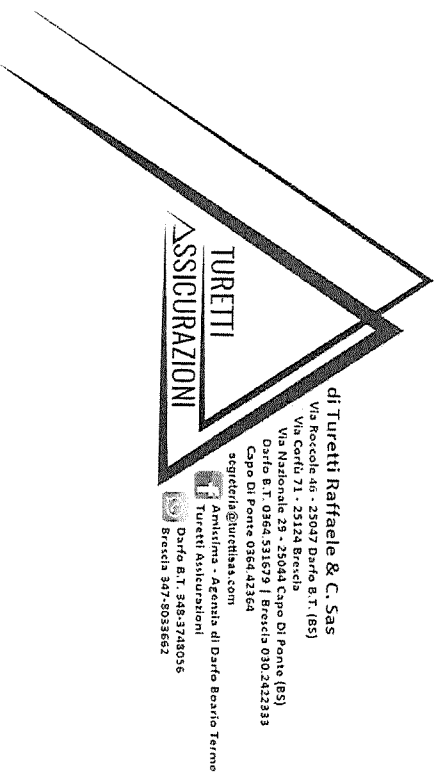 TURETTI
ASSICURAZIONI
di Turetti Raffaele & C. Sas
Via Roccole 46 - 25047 Darfo B.T. (BS)
Via Corfù 71 - 25124 Brescia
Via Nazionale 29 - 25044 Capo Di Ponte (BS)
Darfo B.T. 0364.531679 | Brescia 030.2422333
Capo Di Ponte 0364.42364
segreteria@turettisas.com
Amissima - Agenzia di Darfo Boario Terme
Turetti Assicurazioni
Darfo B.T. 348-3748056
Brescia 347-8033662